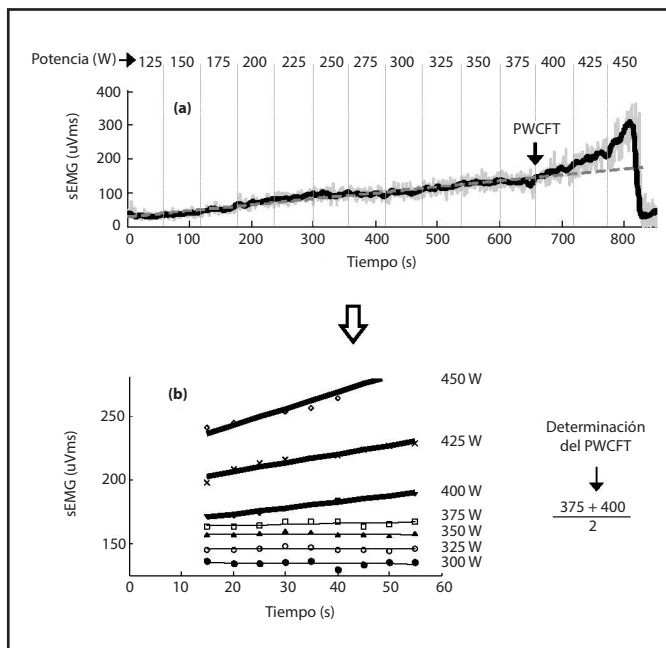 Potencia (W) 125 150 175 200 225 250 275 300 325 350 375 400 425 450
400
300
200
100
0
sEMG (uVms)
(a)
PWCFT
0 100 200 300 400 500 600 700 800
Tiempo (s)
(b)
250
200
150
sEMG (uVms)
450 W
425 W
400 W
375 W
350 W
325 W
300 W
0 10 20 30 40 50 60
Tiempo (s)
Determinación
del PWCFT
375 + 400
2